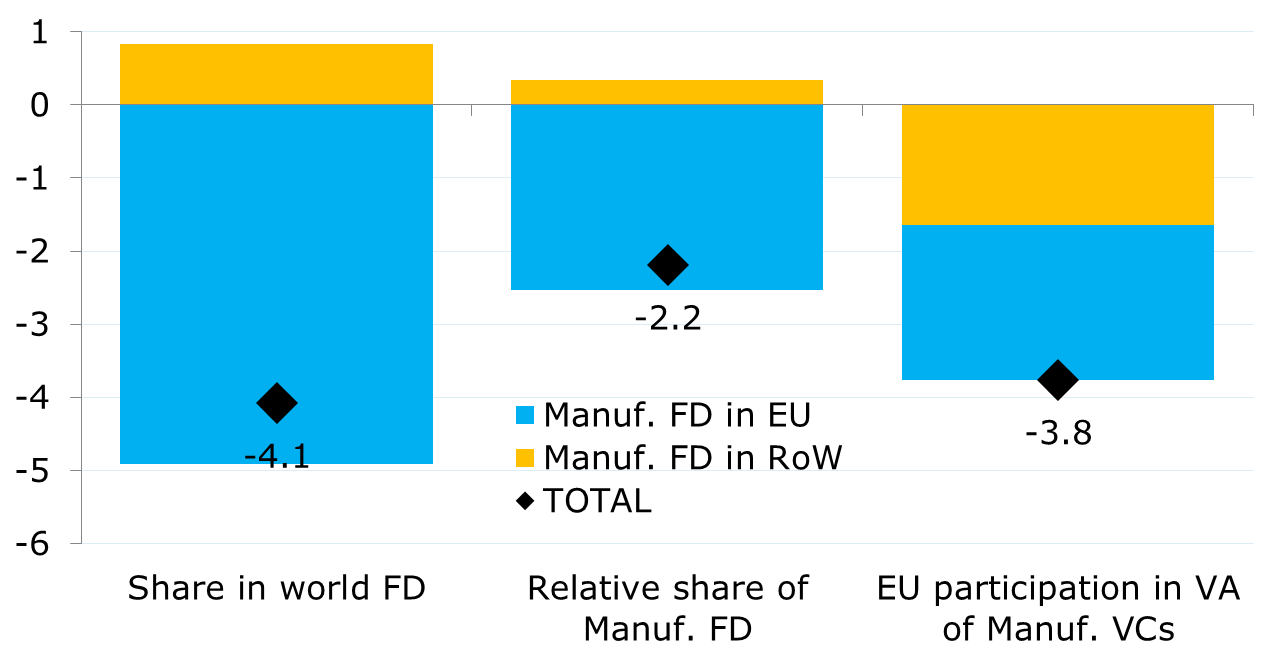 1
0
-1
-2
-3
-4
-5
-6
-4.1
-2.2
-3.8
Manuf. FD in EU
Manuf. FD in RoW
TOTAL
Share in world FD
Relative share of
Manuf. FD
EU participation in VA
of Manuf. VCs